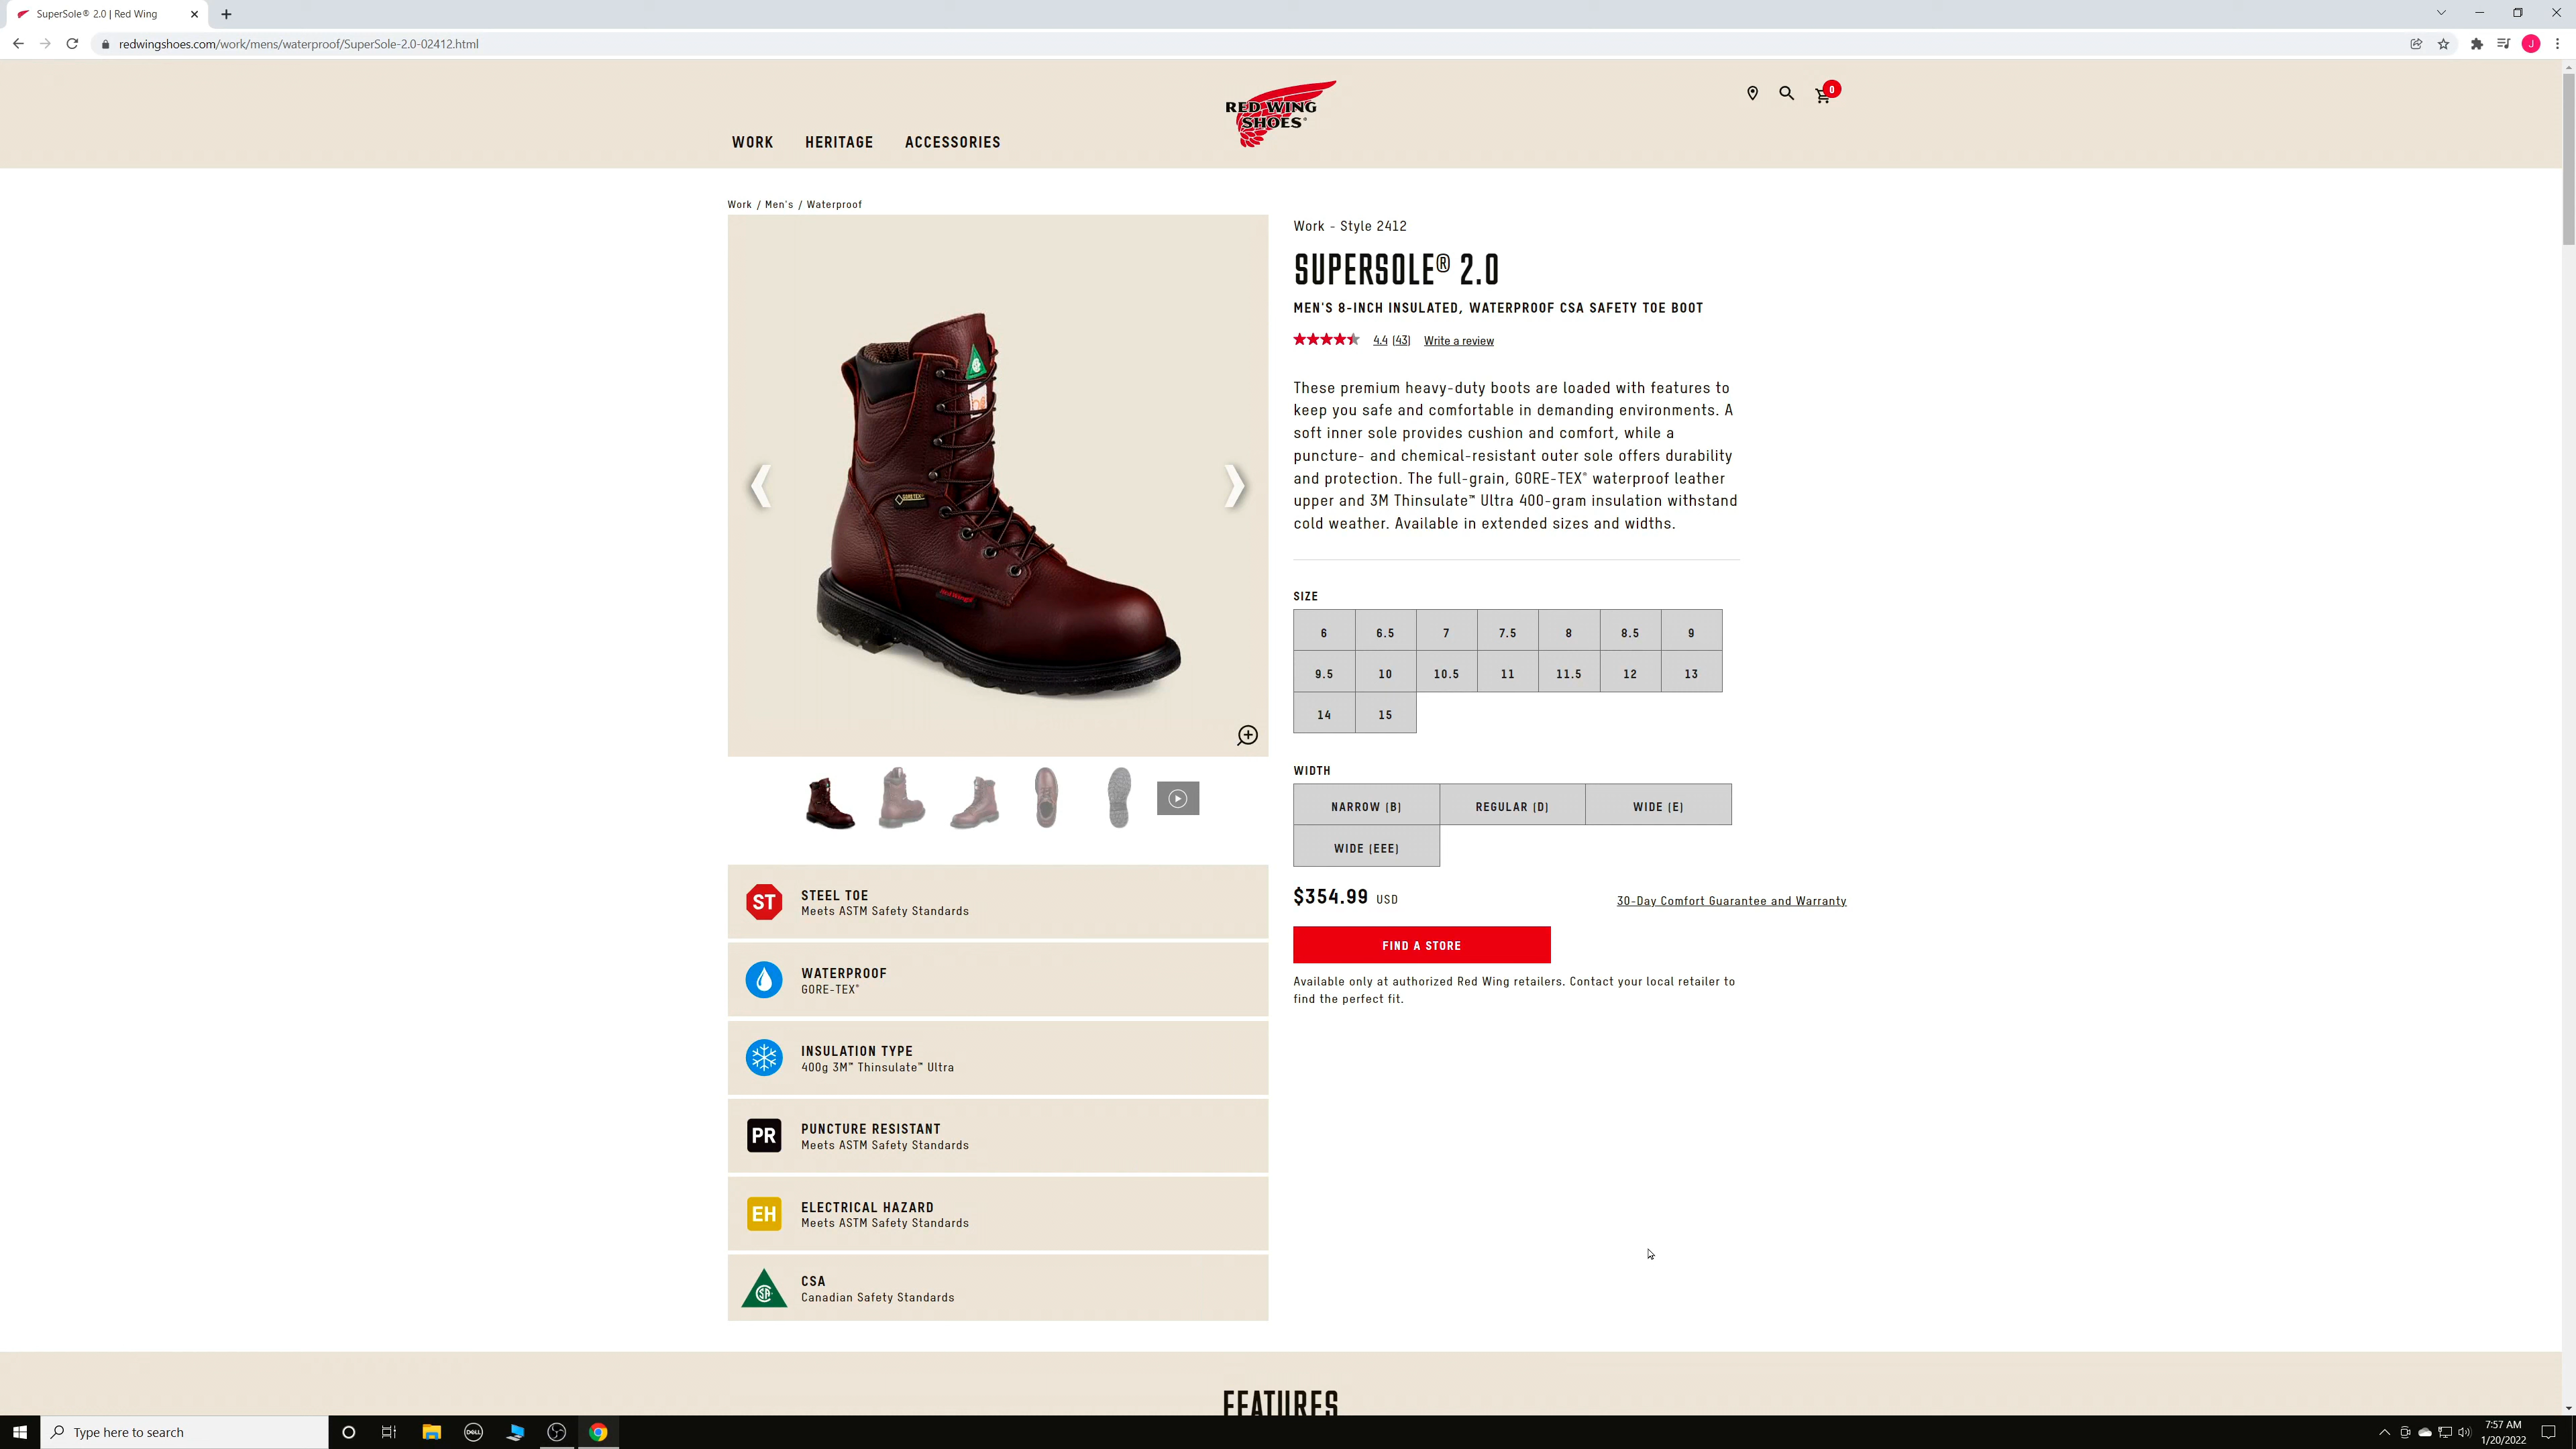 SuperSole® 2.0 | Red Wing
redwingshoes.com/work/mens/waterproof/SuperSole-2.0-02412.html
J
RED WING
SHOES®
0
WORK HERITAGE ACCESSORIES
Work / Men's / Waterproof
GORE-TEX
Red Wings
Work - Style 2412
SUPERSOLE® 2.0
MEN'S 8-INCH INSULATED, WATERPROOF CSA SAFETY TOE BOOT
4.4 (43) Write a review
These premium heavy-duty boots are loaded with features to
keep you safe and comfortable in demanding environments. A
soft inner sole provides cushion and comfort, while a
puncture- and chemical-resistant outer sole offers durability
and protection. The full-grain, GORE-TEX® waterproof leather
upper and 3M Thinsulate™ Ultra 400-gram insulation withstand
cold weather. Available in extended sizes and widths.
SIZE
6 6.5 7 7.5 8 8.5 9
9.5 10 10.5 11 11.5 12 13
14 15
WIDTH
NARROW (B) REGULAR (D) WIDE (E)
WIDE (EEE)
$354.99 USD
30-Day Comfort Guarantee and Warranty
FIND A STORE
Available only at authorized Red Wing retailers. Contact your local retailer to
find the perfect fit.
ST
STEEL TOE
Meets ASTM Safety Standards
WATERPROOF
GORE-TEX®
INSULATION TYPE
400g 3M™ Thinsulate™ Ultra
PR
PUNCTURE RESISTANT
Meets ASTM Safety Standards
EH
ELECTRICAL HAZARD
Meets ASTM Safety Standards
CSA
Canadian Safety Standards
FEATURES
Type here to search
DELL
7:57 AM
1/20/2022